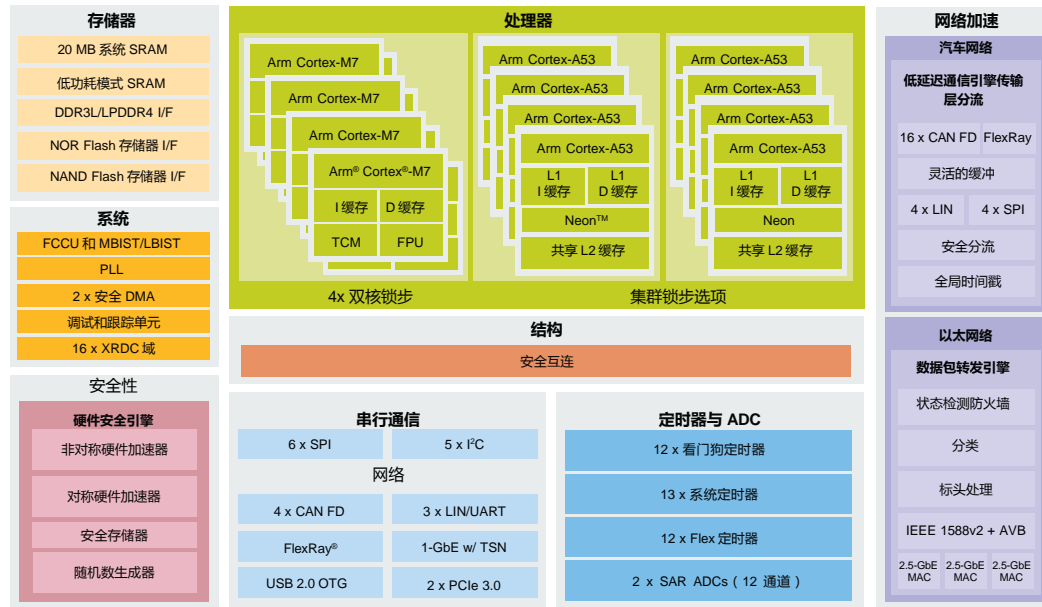 存储器
20 MB 系统 SRAM
低功耗模式 SRAM
DDR3L/LPDDR4 I/F
NOR Flash 存储器 I/F
NAND Flash 存储器 I/F
系统
FCCU 和 MBIST/LBIST
PLL
2 x 安全 DMA
调试和跟踪单元
16 x XRDC 域
安全性
硬件安全引擎
非对称硬件加速器
对称硬件加速器
安全存储器
随机数生成器
处理器
Arm Cortex-M7
Arm Cortex-M7
Arm Cortex-M7
Arm® Cortex®-M7
I 缓存 D 缓存
TCM FPU
4x 双核锁步
Arm Cortex-A53
Arm Cortex-A53
Arm Cortex-A53
Arm Cortex-A53
L1 I 缓存
L1 D 缓存
Neon™
共享 L2 缓存
Arm Cortex-A53
Arm Cortex-A53
Arm Cortex-A53
Arm Cortex-A53
L1 I 缓存
L1 D 缓存
Neon
共享 L2 缓存
集群锁步选项
结构
安全互连
串行通信
6 x SPI 5 x I²C
网络
4 x CAN FD 3 x LIN/UART
FlexRay® 1-GbE w/ TSN
USB 2.0 OTG 2 x PCIe 3.0
定时器与 ADC
12 x 看门狗定时器
13 x 系统定时器
12 x Flex 定时器
2 x SAR ADCs（12 通道）
网络加速
汽车网络
低延迟通信引擎传输
层分流
16 x CAN FD FlexRay
灵活的缓冲
4 x LIN 4 x SPI
安全分流
全局时间戳
以太网络
数据包转发引擎
状态检测防火墙
分类
标头处理
IEEE 1588v2 + AVB
2.5-GbE 2.5-GbE 2.5-GbE
MAC MAC MAC